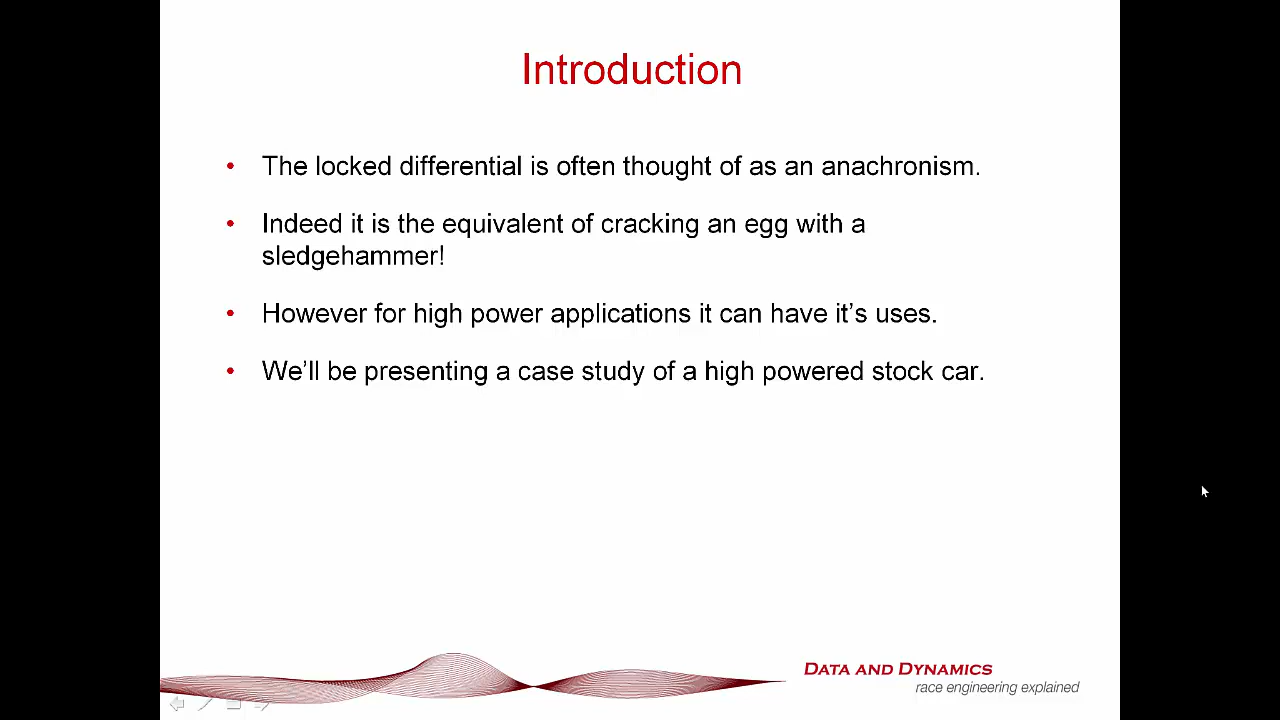 Introduction
• The locked differential is often thought of as an anachronism.
• Indeed it is the equivalent of cracking an egg with a
sledgehammer!
• However for high power applications it can have it’s uses.
• We’ll be presenting a case study of a high powered stock car.
DATA AND DYNAMICS
race engineering explained